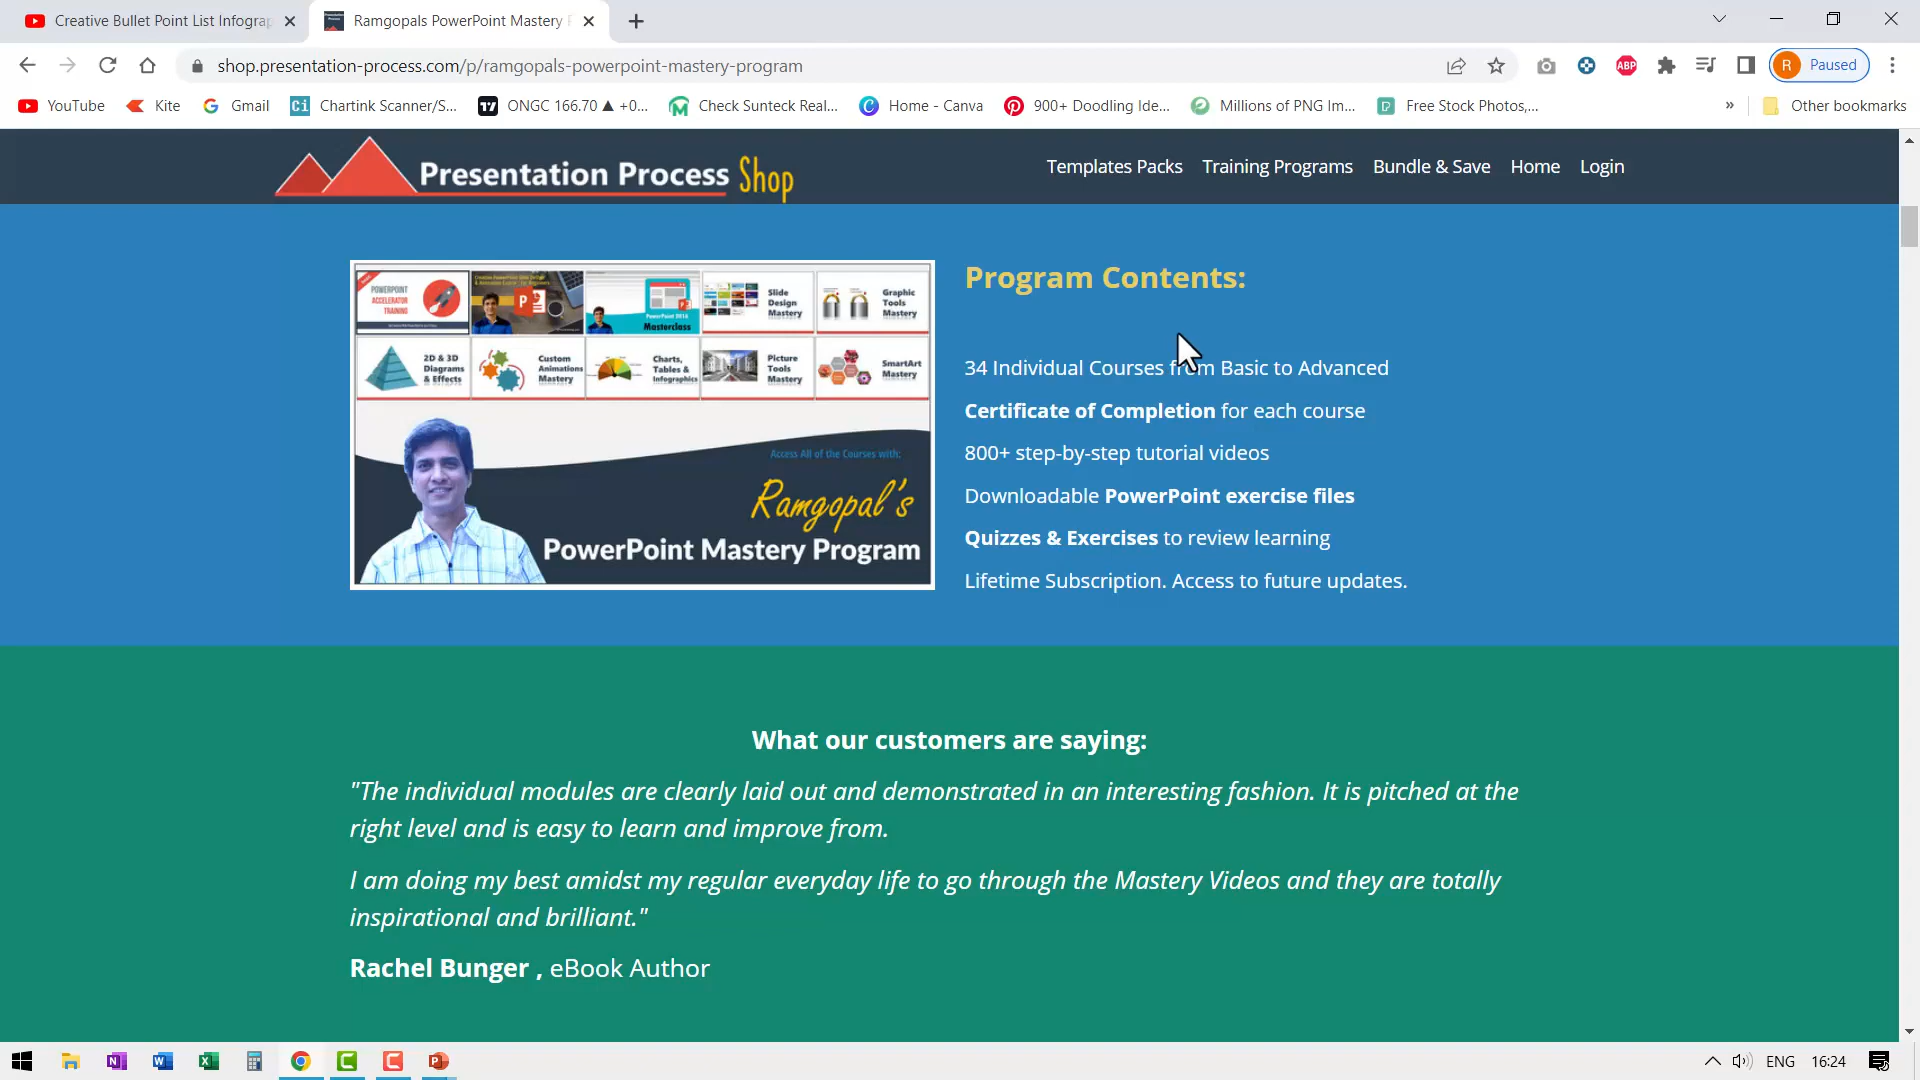 Creative Bullet Point List Infograp
Ramgopals PowerPoint Mastery P
shop.presentation-process.com/p/ramgopals-powerpoint-mastery-program
ABP
R Paused
YouTube
Kite
Gmail
Ci Chartink Scanner/S...
ONGC 166.70 ▲ +0...
Check Sunteck Real...
Home - Canva
900+ Doodling Ide...
Millions of PNG Im...
Free Stock Photos,...
»
Other bookmarks
Presentation Process Shop
Templates Packs
Training Programs
Bundle & Save
Home
Login
POWERPOINT
ACCELERATOR
TRAINING
PowerPoint 2016
Masterclass
Slide
Design
Mastery
Graphic
Tools
Mastery
2D & 3D
Diagrams
& Effects
Custom
Animations
Mastery
Charts,
Tables &
Infographics
Picture
Tools
Mastery
SmartArt
Mastery
Access All of the Courses with:
Ramgopal's
PowerPoint Mastery Program
Program Contents:
34 Individual Courses from Basic to Advanced
Certificate of Completion for each course
800+ step-by-step tutorial videos
Downloadable PowerPoint exercise files
Quizzes & Exercises to review learning
Lifetime Subscription. Access to future updates.
What our customers are saying:
"The individual modules are clearly laid out and demonstrated in an interesting fashion. It is pitched at the
right level and is easy to learn and improve from.
I am doing my best amidst my regular everyday life to go through the Mastery Videos and they are totally
inspirational and brilliant."
Rachel Bunger , eBook Author
ENG
16:24